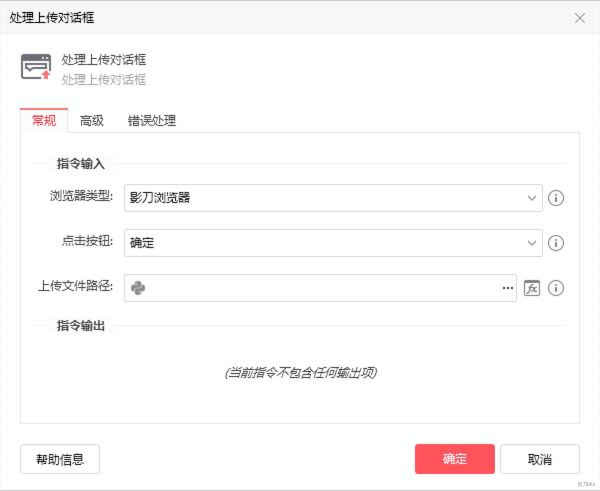 处理上传对话框
处理上传对话框
处理上传对话框
常规 高级 错误处理
指令输入
浏览器类型: 影刀浏览器
点击按钮: 确定
上传文件路径: ... fx
指令输出
(当前指令不包含任何输出项)
帮助信息 确定 取消